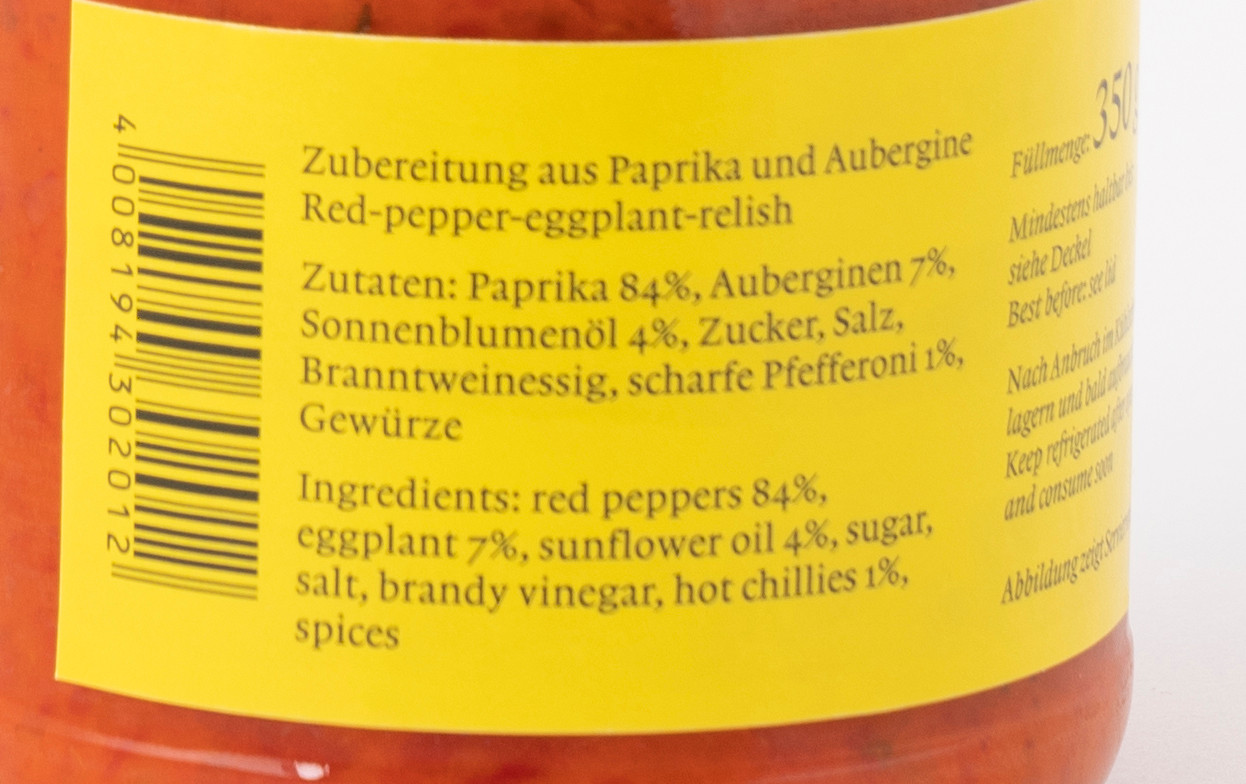 4 008194 302012
Zubereitung aus Paprika und Aubergine
Red-pepper-eggplant-relish
Zutaten: Paprika 84%, Auberginen 7%,
Sonnenblumenöl 4%, Zucker, Salz,
Branntweinessig, scharfe Pfefferoni 1%,
Gewürze
Ingredients: red peppers 84%,
eggplant 7%, sunflower oil 4%, sugar,
salt, brandy vinegar, hot chillies 1%,
spices
Füllmenge: 350 g
Mindestens haltbar bis:
siehe Deckel
Best before: see lid
Nach Anbruch im
lagern und bald
Keep refrigerated after
and consume soon
Abbildung zeigt